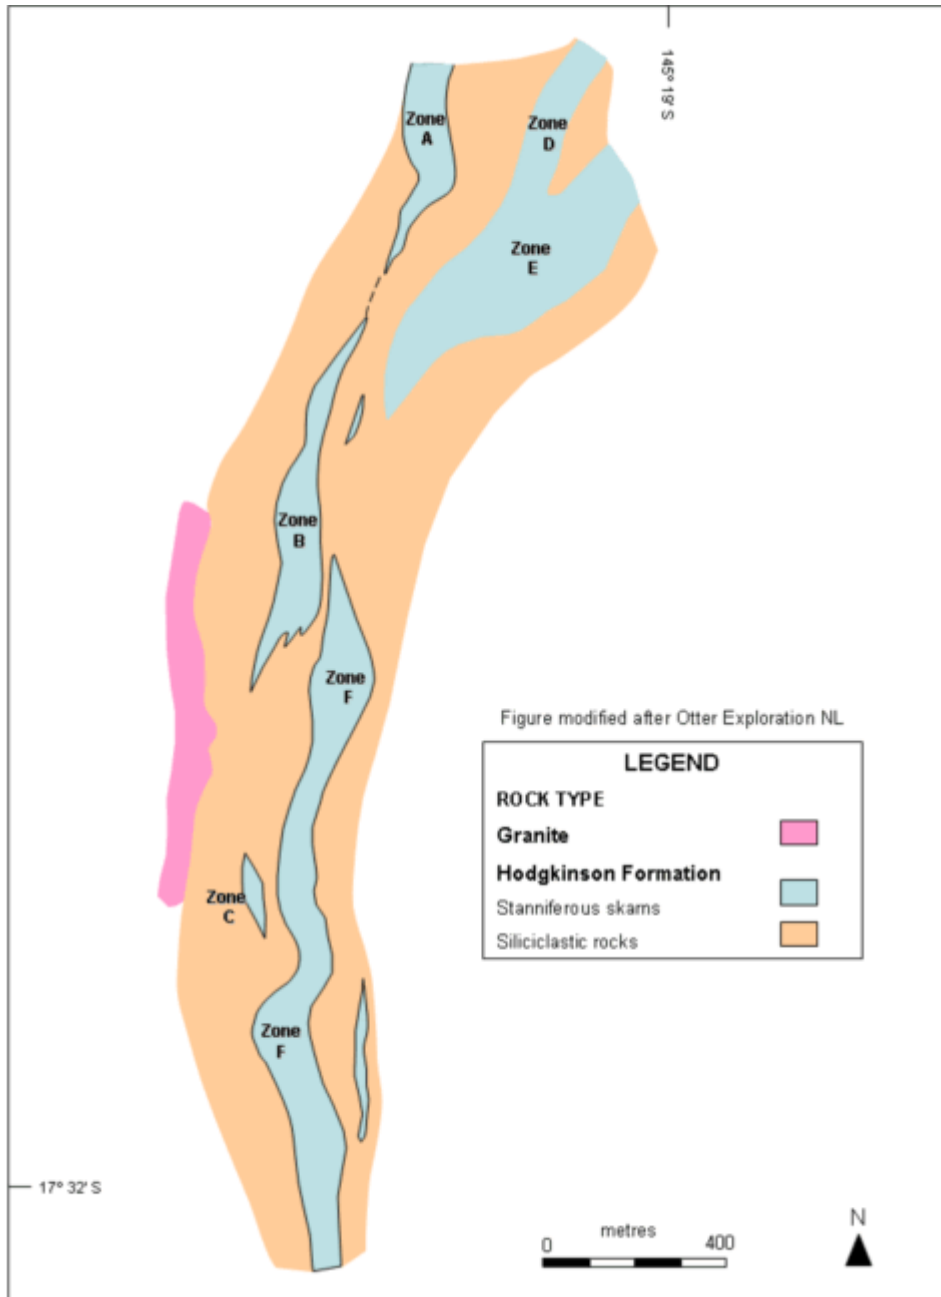 145° 19' S
Zone
A
Zone
D
Zone
E
Zone
B
Zone
F
Zone
C
Zone
F
17° 32' S
Figure modified after Otter Exploration NL
LEGEND
ROCK TYPE
Granite
Hodgkinson Formation
Stanniferous skarns
Siliciclastic rocks
metres
0 400
N